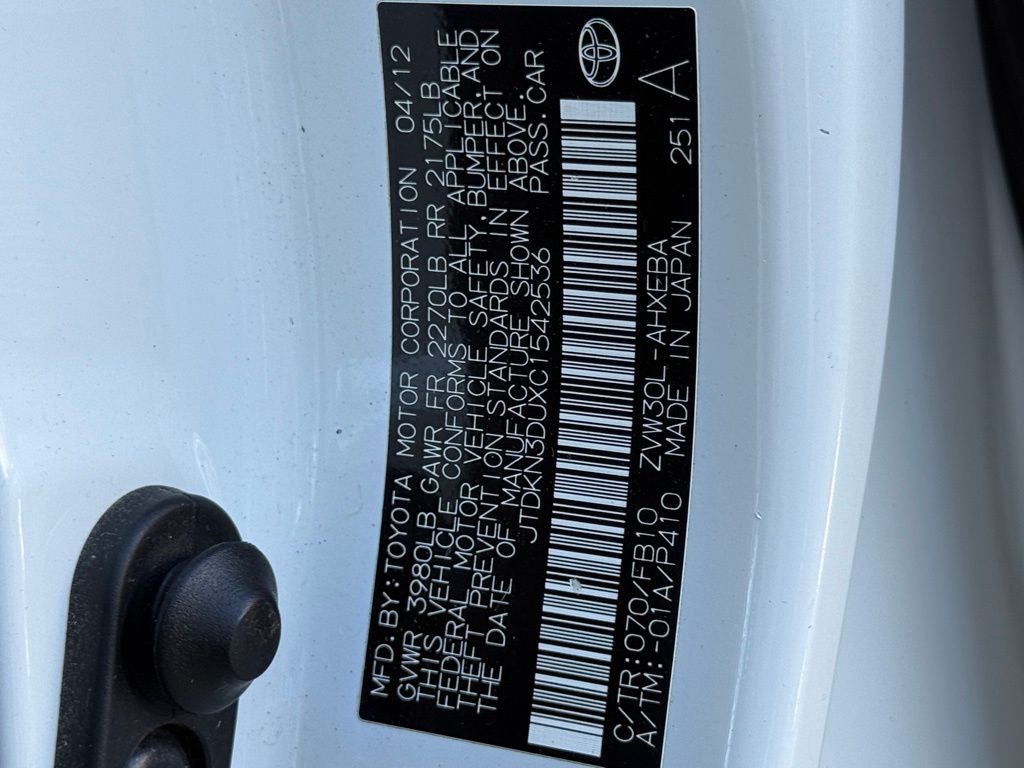 MFD. BY: TOYOTA MOTOR CORPORATION 04/12
GVWR 3980LB GAWR FR 2270LB RR 2175LB
THIS VEHICLE CONFORMS TO ALL APPLICABLE
FEDERAL MOTOR VEHICLE SAFETY, BUMPER, AND
THEFT PREVENTION STANDARDS IN EFFECT ON
THE DATE OF MANUFACTURE SHOWN ABOVE.
JTDKN3DUXC1542536 PASS. CAR
C/TR: 070/FB10 ZVW30L-AHXEBA 251
A/TM: -01A/P410 MADE IN JAPAN A